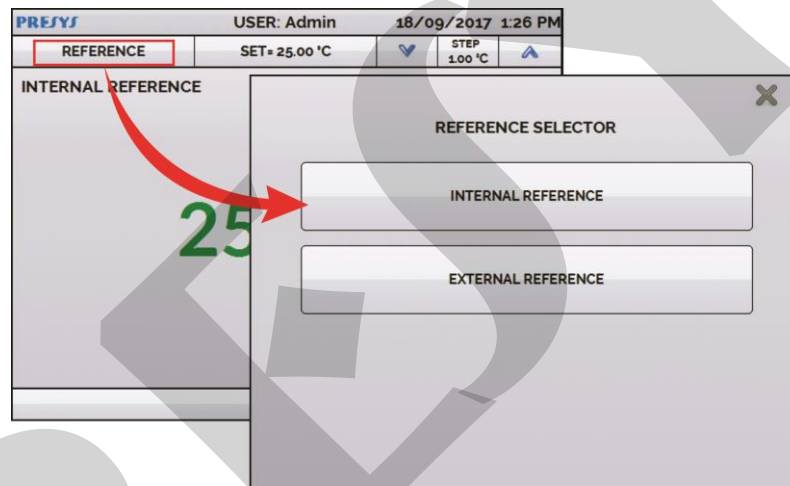 PRESYS USER: Admin 18/09/2017 1:26 PM
REFERENCE SET= 25.00 °C STEP
1.00 °C
INTERNAL REFERENCE
25
REFERENCE SELECTOR
INTERNAL REFERENCE
EXTERNAL REFERENCE